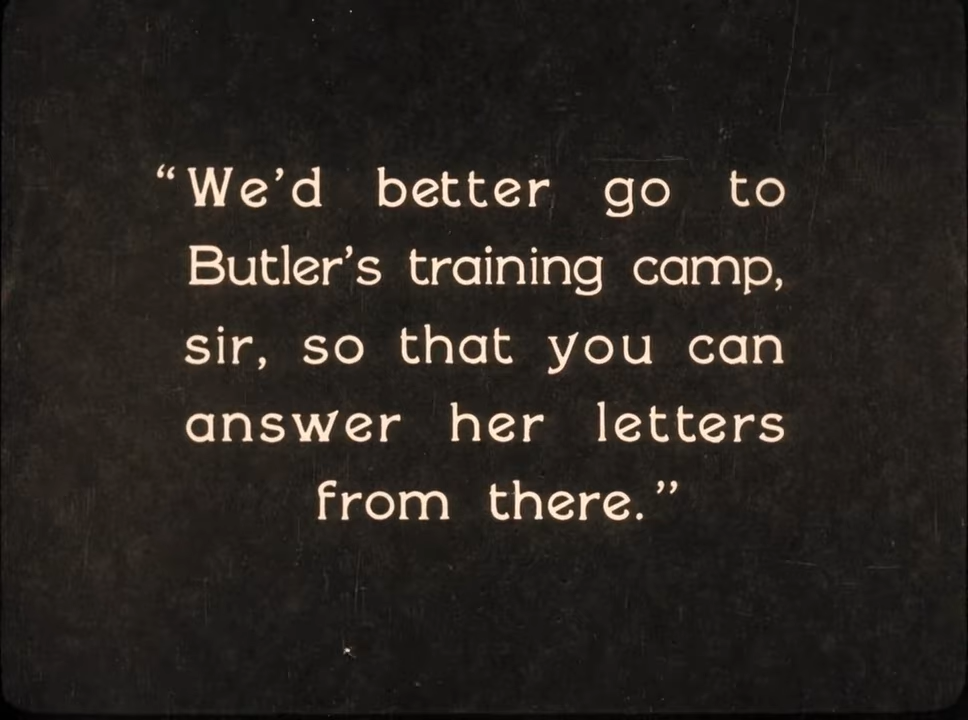 “We’d better go to
Butler’s training camp,
sir, so that you can
answer her letters
from there.”